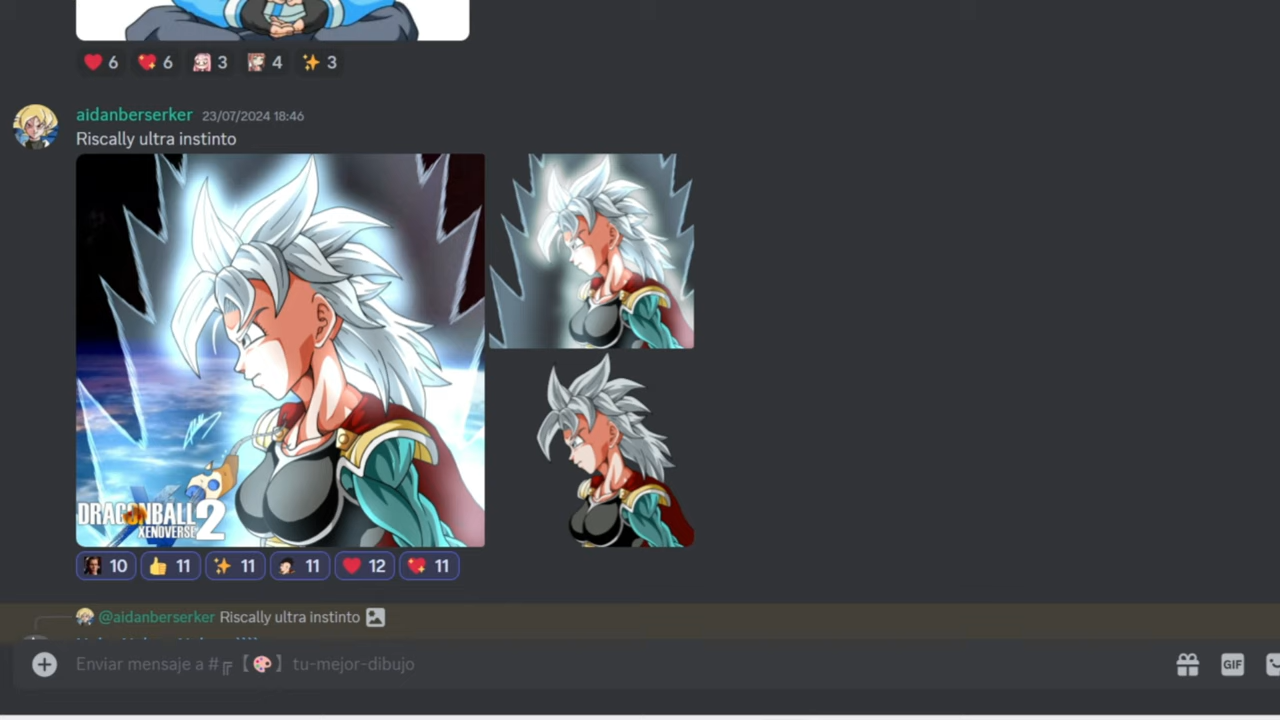 6 6 3 4 3
aidanberserker 23/07/2024 18:46
Riscally ultra instinto
DRAGONBALL
XENOVERSE 2
10 11 11 11 12 11
@aidanberserker Riscally ultra instinto
Enviar mensaje a #╔【🎨】tu-mejor-dibujo
GIF